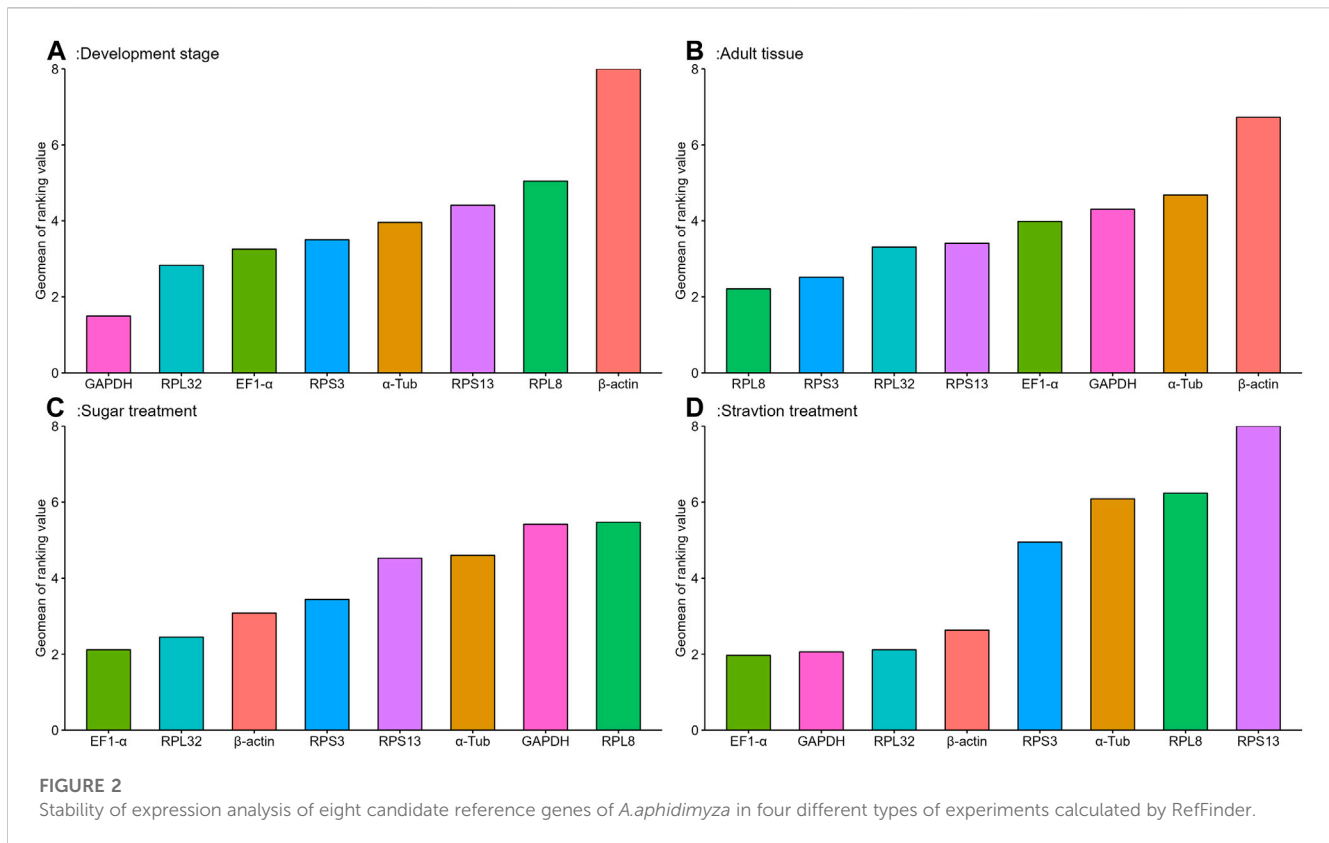 A :Development stage
Geomean of ranking value
8
6
4
2
0
GAPDH RPL32 EF1-α RPS3 α-Tub RPS13 RPL8 β-actin
B :Adult tissue
Geomean of ranking value
8
6
4
2
0
RPL8 RPS3 RPL32 RPS13 EF1-α GAPDH α-Tub β-actin
C :Sugar treatment
Geomean of ranking value
8
6
4
2
0
EF1-α RPL32 β-actin RPS3 RPS13 α-Tub GAPDH RPL8
D :Stravtion treatment
Geomean of ranking value
8
6
4
2
0
EF1-α GAPDH RPL32 β-actin RPS3 α-Tub RPL8 RPS13
FIGURE 2
Stability of expression analysis of eight candidate reference genes of A.aphidimyza in four different types of experiments calculated by RefFinder.